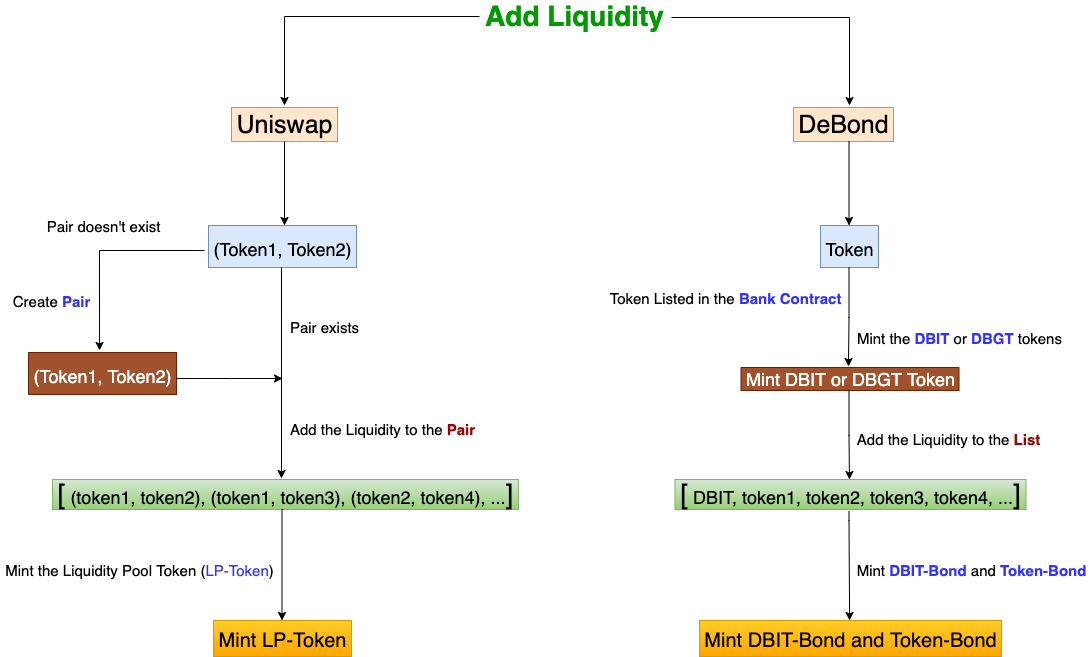 Add Liquidity
Uniswap
Pair doesn't exist
(Token1, Token2)
Create Pair
Pair exists
(Token1, Token2)
Add the Liquidity to the Pair
[ (token1, token2), (token1, token3), (token2, token4), ...]
Mint the Liquidity Pool Token (LP-Token)
Mint LP-Token
DeBond
Token
Token Listed in the Bank Contract
Mint the DBIT or DBGT tokens
Mint DBIT or DBGT Token
Add the Liquidity to the List
[ DBIT, token1, token2, token3, token4, ...]
Mint DBIT-Bond and Token-Bond
Mint DBIT-Bond and Token-Bond